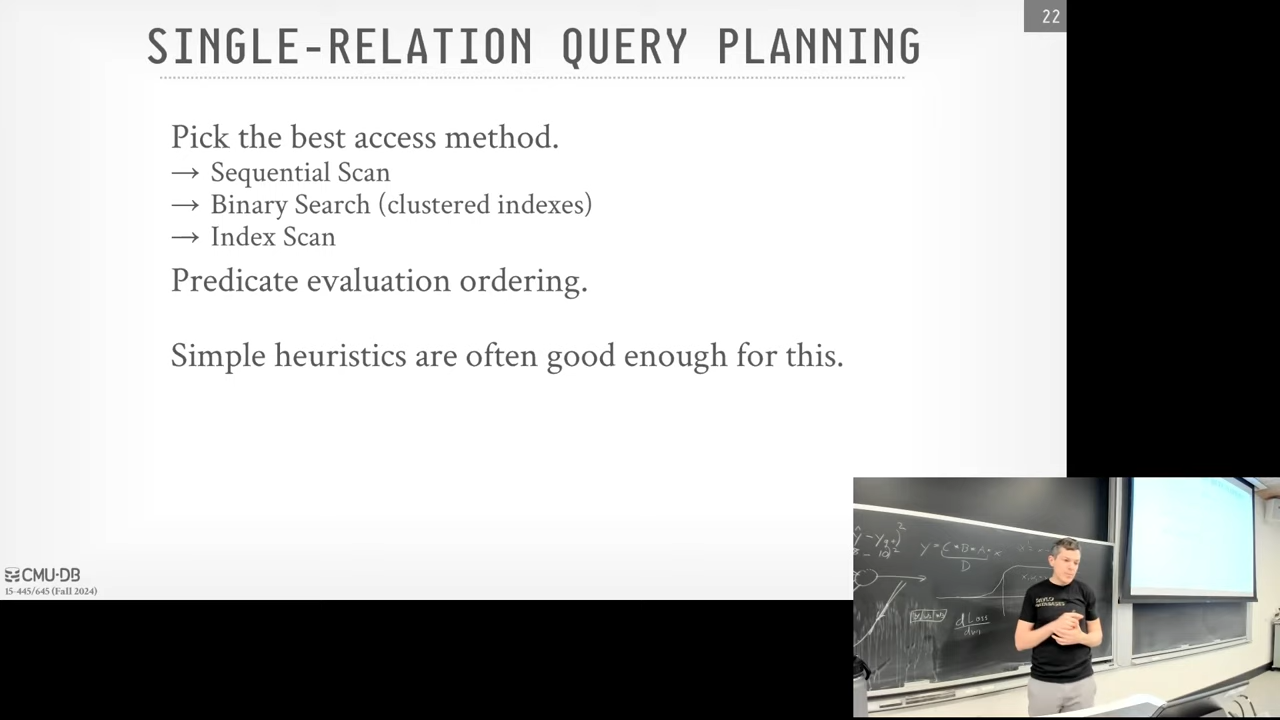 22
SINGLE-RELATION QUERY PLANNING
Pick the best access method.
→ Sequential Scan
→ Binary Search (clustered indexes)
→ Index Scan
Predicate evaluation ordering.
Simple heuristics are often good enough for this.
CMU·DB
15-445/645 (Fall 2024)
D
dLoss